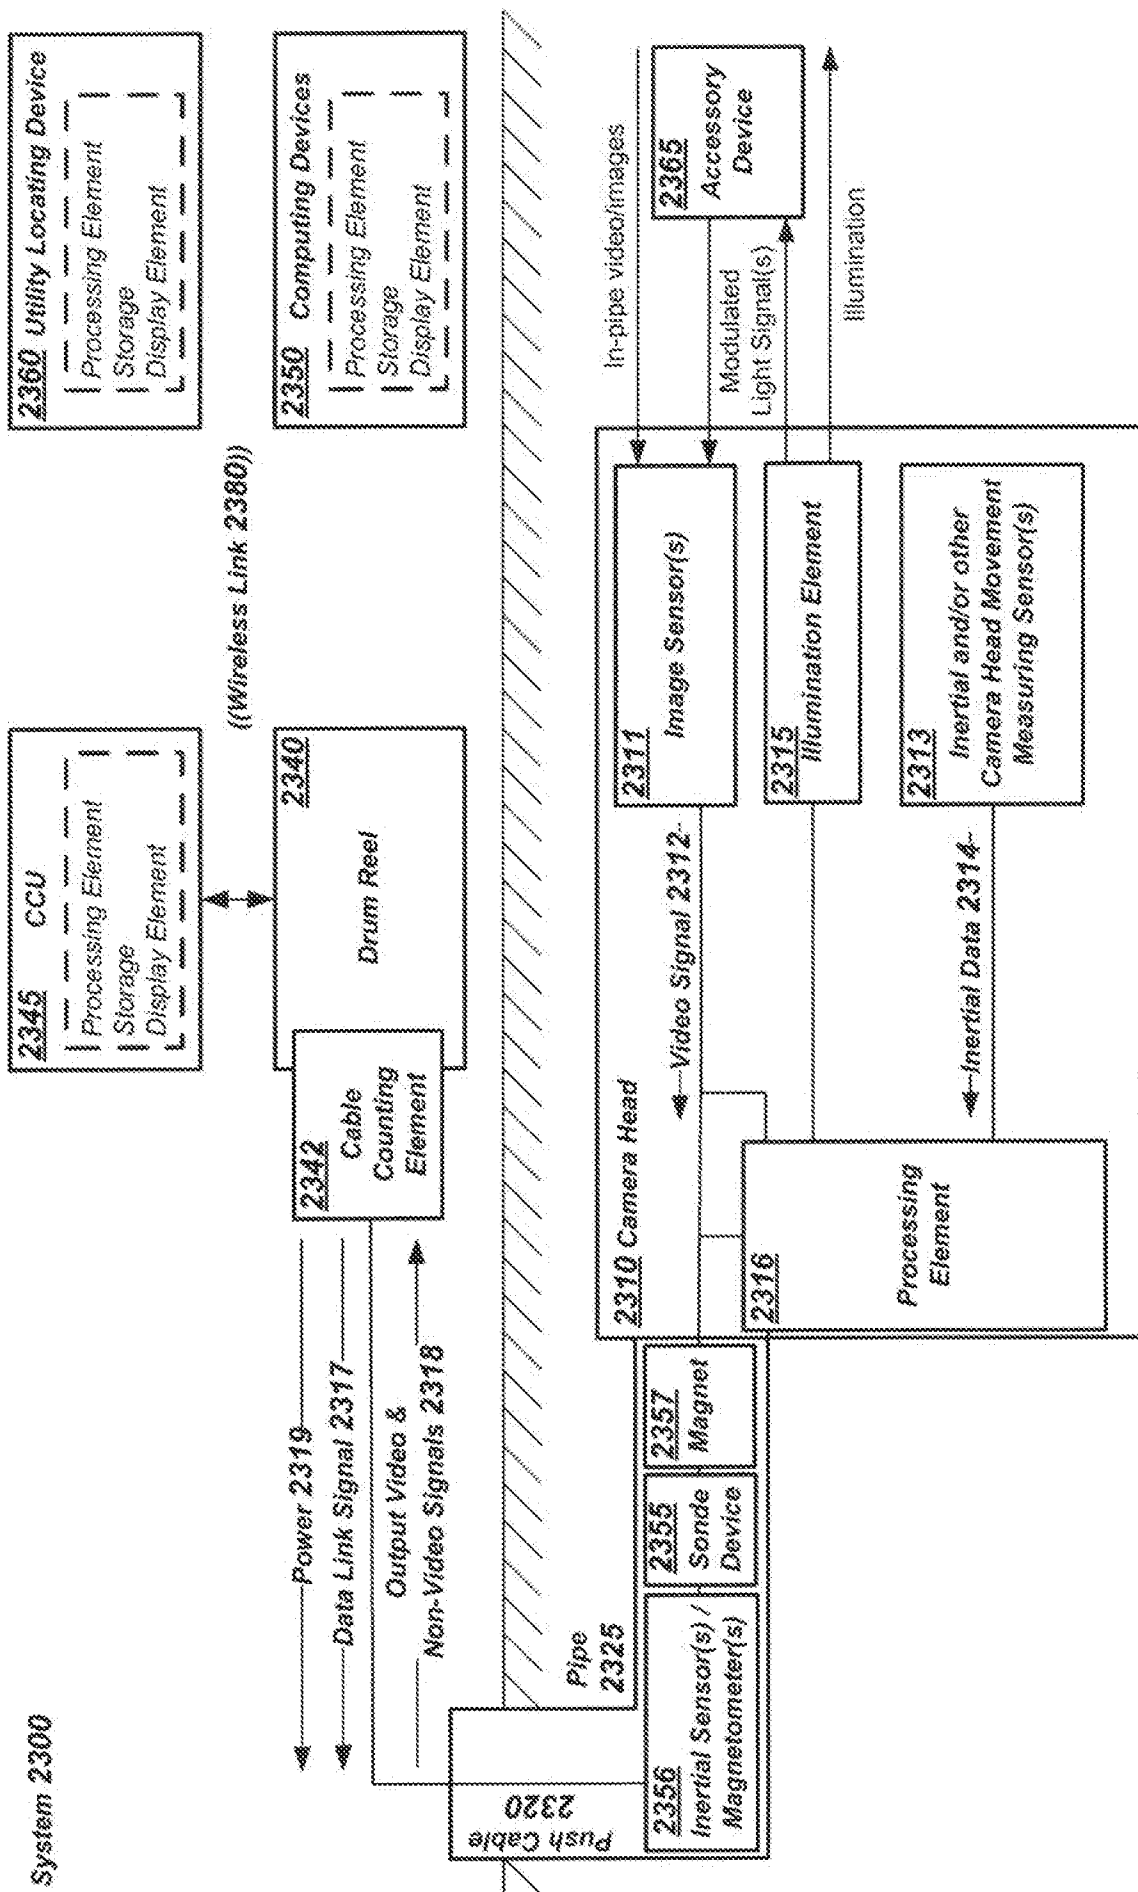 System 2300
2345 CCU
Processing Element
Storage
Display Element
2360 Utility Locating Device
Processing Element
Storage
Display Element
((Wireless Link 2380))
Power 2319
Data Link Signal 2317
Output Video &
Non-Video Signals 2318
2342
Cable
Counting
Element
2340
Drum Reel
2350 Computing Devices
Processing Element
Storage
Display Element
Push Cable
2320
Pipe
2325
2356
Inertial Sensor(s) /
Magnetometer(s)
2355
Sonde
Device
2357
Magnet
2310 Camera Head
2316
Processing
Element
Video Signal 2312
Inertial Data 2314
2311
Image Sensor(s)
2315
Illumination Element
2313
Inertial and/or other
Camera Head Movement
Measuring Sensor(s)
In-pipe video/images
Modulated
Light Signal(s)
2365
Accessory
Device
Illumination